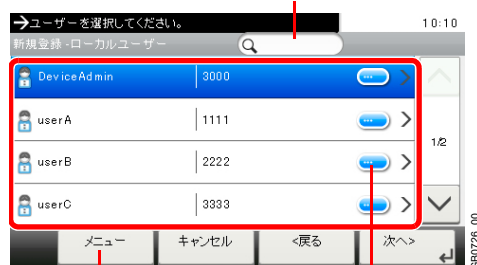 →ユーザーを選択してください。 10:10
新規登録 -ローカルユーザー
DeviceAdmin 3000
userA 1111
userB 2222
userC 3333
1/2
メニュー キャンセル <戻る 次へ>
GB0726_00